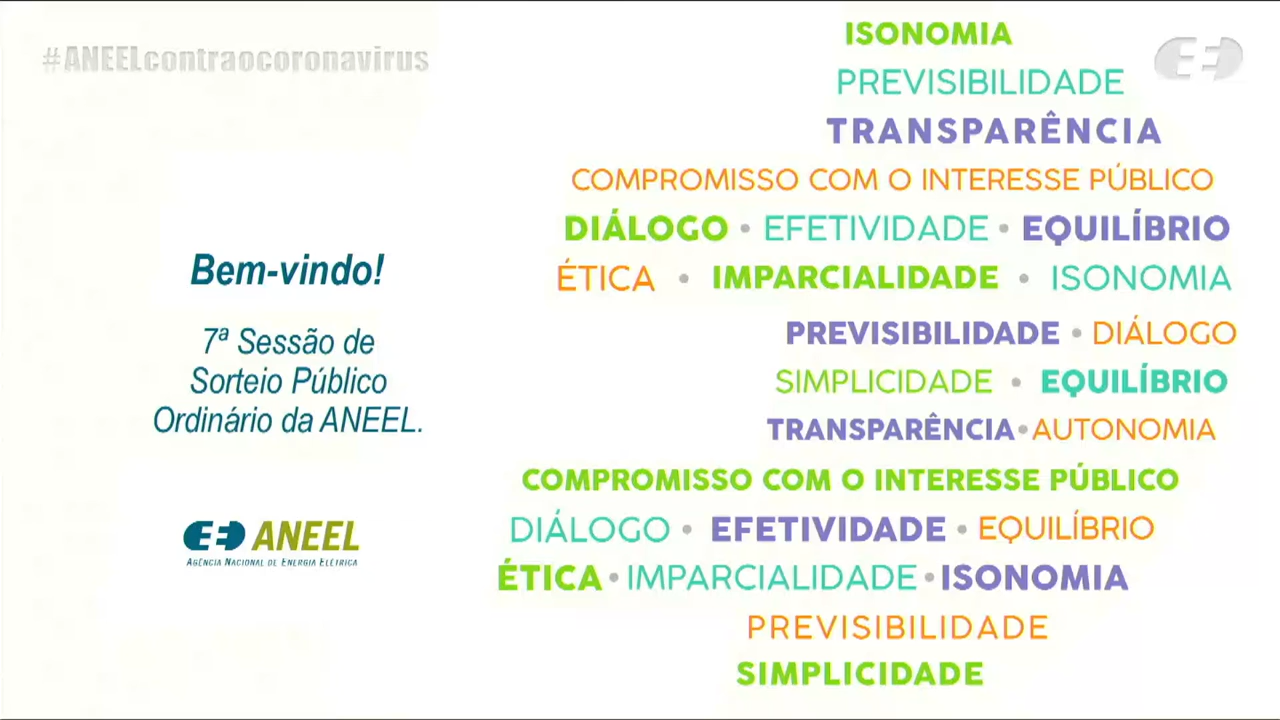 #ANEELcontraocoronavirus
Bem-vindo!
7ª Sessão de
Sorteio Público
Ordinário da ANEEL.
ANEEL
AGÊNCIA NACIONAL DE ENERGIA ELÉTRICA
ISONOMIA
PREVISIBILIDADE
TRANSPARÊNCIA
COMPROMISSO COM O INTERESSE PÚBLICO
DIÁLOGO • EFETIVIDADE • EQUILÍBRIO
ÉTICA • IMPARCIALIDADE • ISONOMIA
PREVISIBILIDADE • DIÁLOGO
SIMPLICIDADE • EQUILÍBRIO
TRANSPARÊNCIA • AUTONOMIA
COMPROMISSO COM O INTERESSE PÚBLICO
DIÁLOGO • EFETIVIDADE • EQUILÍBRIO
ÉTICA • IMPARCIALIDADE • ISONOMIA
PREVISIBILIDADE
SIMPLICIDADE